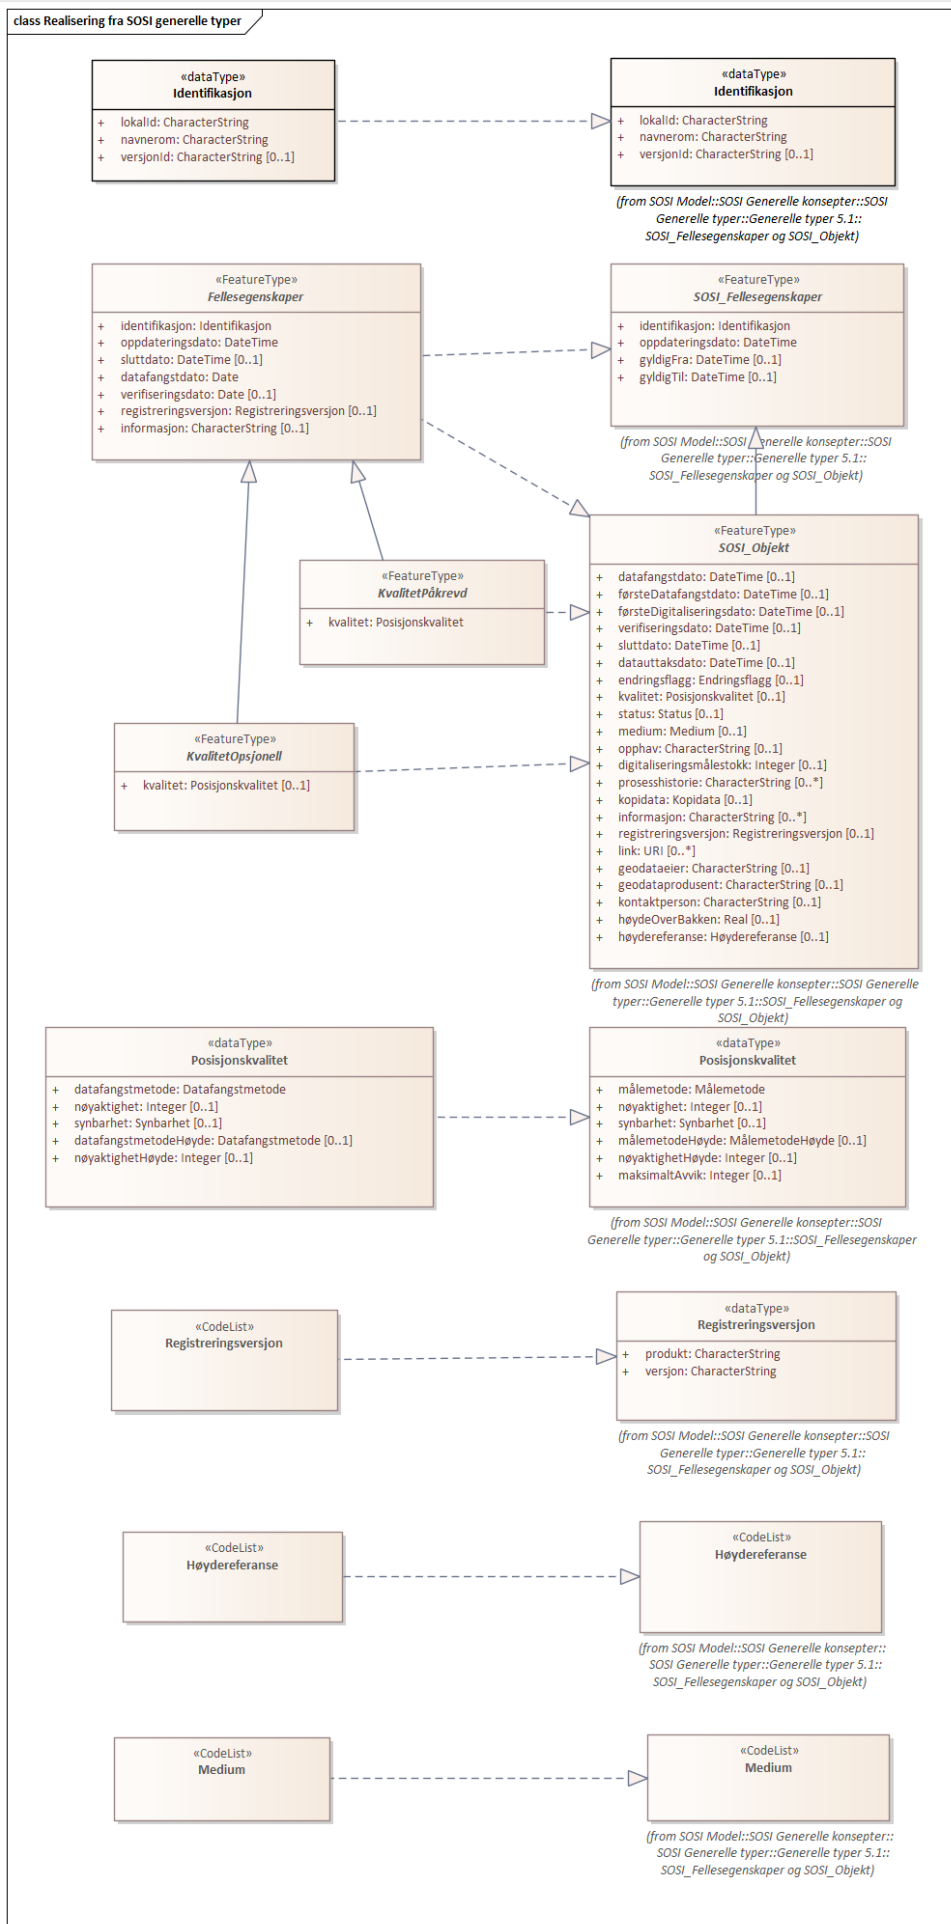 class Realisering fra SOSI generelle typer
«dataType»
Identifikasjon
+ lokalId: CharacterString
+ navnerom: CharacterString
+ versjonId: CharacterString [0..1]
«dataType»
Identifikasjon
+ lokalId: CharacterString
+ navnerom: CharacterString
+ versjonId: CharacterString [0..1]
(from SOSI Model::SOSI Generelle konsepter::SOSI
Generelle typer::Generelle typer 5.1::
SOSI_Fellesegenskaper og SOSI_Objekt)
«FeatureType»
Fellesegenskaper
+ identifikasjon: Identifikasjon
+ oppdateringsdato: DateTime
+ sluttdato: DateTime [0..1]
+ datafangstdato: Date
+ verifiseringsdato: Date [0..1]
+ registreringsversjon: Registreringsversjon [0..1]
+ informasjon: CharacterString [0..1]
«FeatureType»
SOSI_Fellesegenskaper
+ identifikasjon: Identifikasjon
+ oppdateringsdato: DateTime
+ gyldigFra: DateTime [0..1]
+ gyldigTil: DateTime [0..1]
(from SOSI Model::SOSI Generelle konsepter::SOSI
Generelle typer::Generelle typer 5.1::
SOSI_Fellesegenskaper og SOSI_Objekt)
«FeatureType»
KvalitetPåkrevd
+ kvalitet: Posisjonskvalitet
«FeatureType»
KvalitetOpsjonell
+ kvalitet: Posisjonskvalitet [0..1]
«FeatureType»
SOSI_Objekt
+ datafangstdato: DateTime [0..1]
+ førsteDatafangstdato: DateTime [0..1]
+ førsteDigitaliseringsdato: DateTime [0..1]
+ verifiseringsdato: DateTime [0..1]
+ sluttdato: DateTime [0..1]
+ datauttaksdato: DateTime [0..1]
+ endringsflagg: Endringsflagg [0..1]
+ kvalitet: Posisjonskvalitet [0..1]
+ status: Status [0..1]
+ medium: Medium [0..1]
+ opphav: CharacterString [0..1]
+ digitaliseringsmålestokk: Integer [0..1]
+ prosesshistorie: CharacterString [0..*]
+ kopidata: Kopidata [0..1]
+ informasjon: CharacterString [0..*]
+ registreringsversjon: Registreringsversjon [0..1]
+ link: URI [0..*]
+ geodataeier: CharacterString [0..1]
+ geodataprodusent: CharacterString [0..1]
+ kontaktperson: CharacterString [0..1]
+ høydeOverBakken: Real [0..1]
+ høydereferanse: Høydereferanse [0..1]
(from SOSI Model::SOSI Generelle konsepter::SOSI Generelle
typer::Generelle typer 5.1::SOSI_Fellesegenskaper og
SOSI_Objekt)
«dataType»
Posisjonskvalitet
+ datafangstmetode: Datafangstmetode
+ nøyaktighet: Integer [0..1]
+ synbarhet: Synbarhet [0..1]
+ datafangstmetodeHøyde: Datafangstmetode [0..1]
+ nøyaktighetHøyde: Integer [0..1]
«dataType»
Posisjonskvalitet
+ målemetode: Målemetode
+ nøyaktighet: Integer [0..1]
+ synbarhet: Synbarhet [0..1]
+ målemetodeHøyde: MålemetodeHøyde [0..1]
+ nøyaktighetHøyde: Integer [0..1]
+ maksimaltAvvik: Integer [0..1]
(from SOSI Model::SOSI Generelle konsepter::SOSI
Generelle typer::Generelle typer 5.1::SOSI_Fellesegenskaper
og SOSI_Objekt)
«CodeList»
Registreringsversjon
«dataType»
Registreringsversjon
+ produkt: CharacterString
+ versjon: CharacterString
(from SOSI Model::SOSI Generelle konsepter::SOSI
Generelle typer::Generelle typer 5.1::
SOSI_Fellesegenskaper og SOSI_Objekt)
«CodeList»
Høydereferanse
«CodeList»
Høydereferanse
(from SOSI Model::SOSI Generelle konsepter::
SOSI Generelle typer::Generelle typer 5.1::
SOSI_Fellesegenskaper og SOSI_Objekt)
«CodeList»
Medium
«CodeList»
Medium
(from SOSI Model::SOSI Generelle konsepter::
SOSI Generelle typer::Generelle typer 5.1::
SOSI_Fellesegenskaper og SOSI_Objekt)